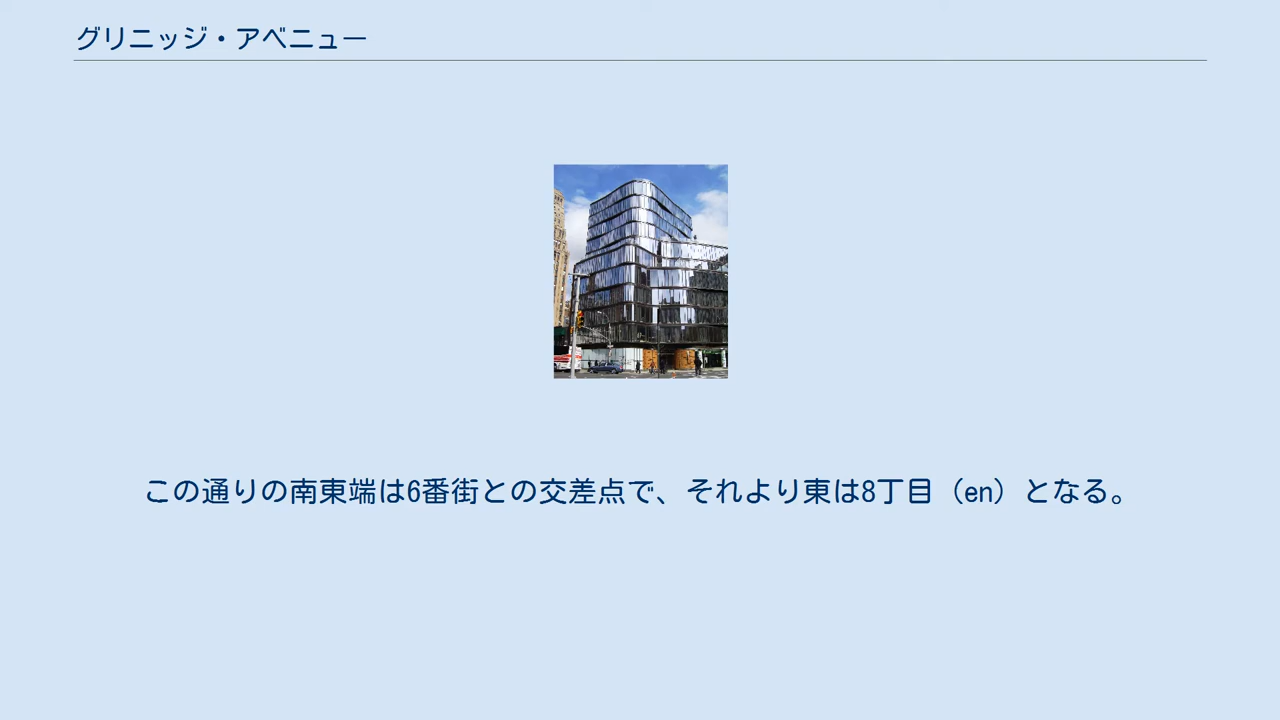 グリニッジ・アベニュー
この通りの南東端は6番街との交差点で、それより東は8丁目（en）となる。